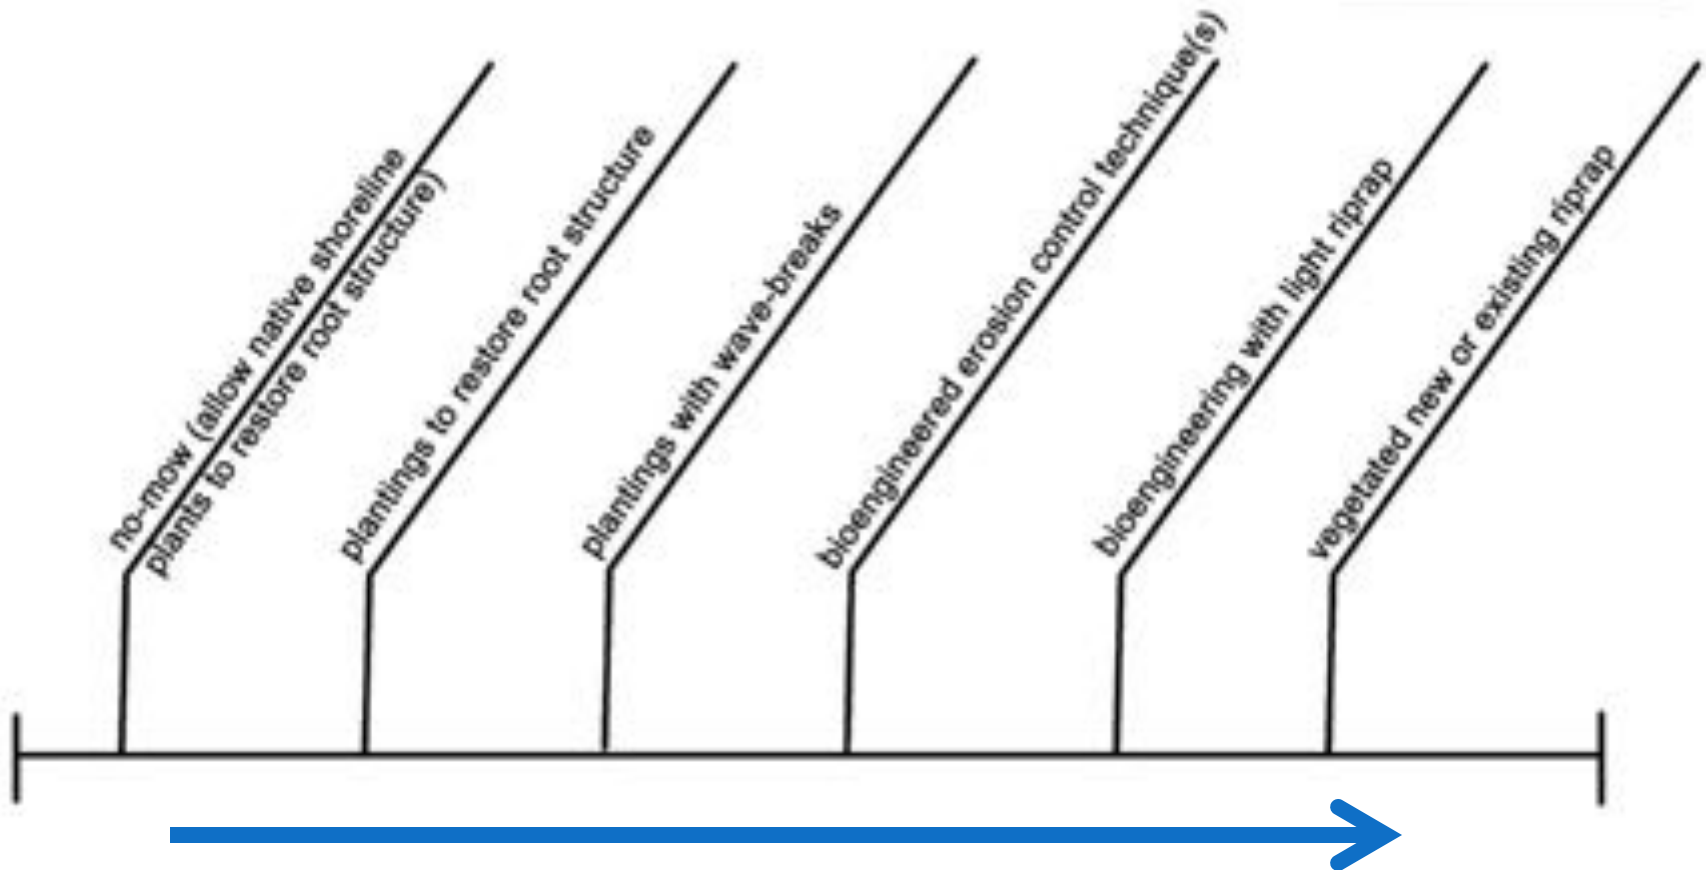 no-mow (allow native shoreline
plants to restore root structure)
plantings to restore root structure
plantings with wave-breaks
bioengineered erosion control technique(s)
bioengineering with light riprap
vegetated new or existing riprap